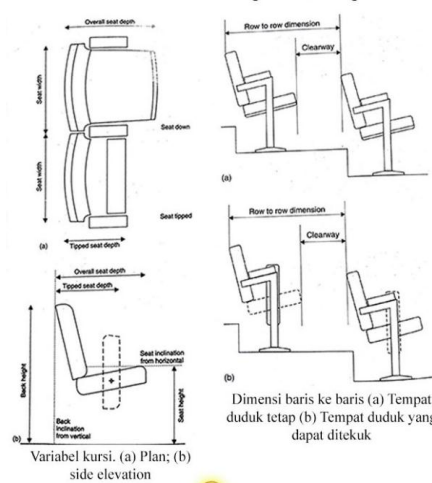 Overall seat depth
Seat width
Seat down
Seat width
Seat tipped
(a)
Tipped seat depth
Overall seat depth
Tipped seat depth
Back height
Seat inclination
from horizontal
Seat height
Back
inclination
from vertical
(b)
Variabel kursi. (a) Plan; (b)
side elevation
Row to row dimension
Clearway
(a)
Row to row dimension
Clearway
(b)
Dimensi baris ke baris (a) Tempat
duduk tetap (b) Tempat duduk yang
dapat ditekuk